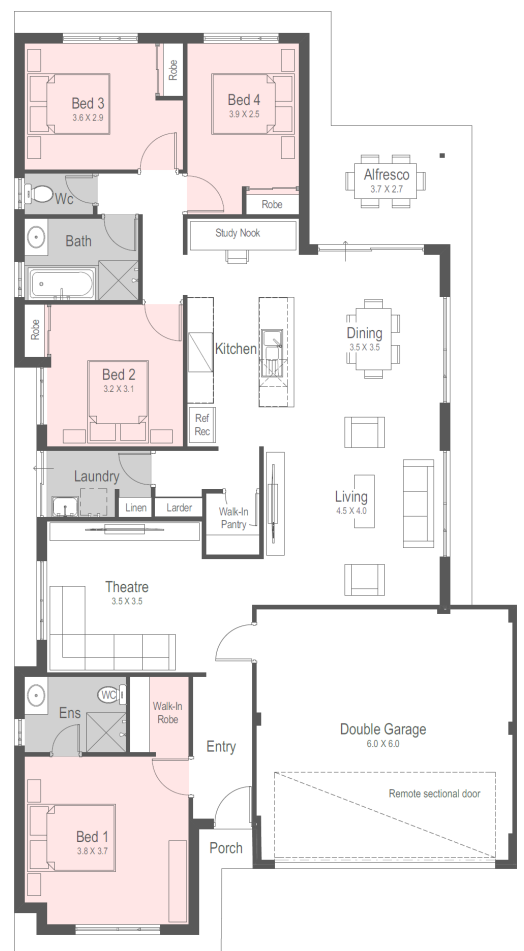 Robe
Bed 3
3.6 X 2.9
Bed 4
3.9 X 2.5
Alfresco
3.7 X 2.7
Wc
Robe
Bath
Study Nook
Robe
Kitchen
Dining
3.5 X 3.5
Bed 2
3.2 X 3.1
Ref
Rec
Laundry
Living
4.5 X 4.0
Linen
Larder
Walk-In
Pantry
Theatre
3.5 X 3.5
WC
Ens
Walk-In
Robe
Entry
Double Garage
6.0 X 6.0
Remote sectional door
Bed 1
3.8 X 3.7
Porch